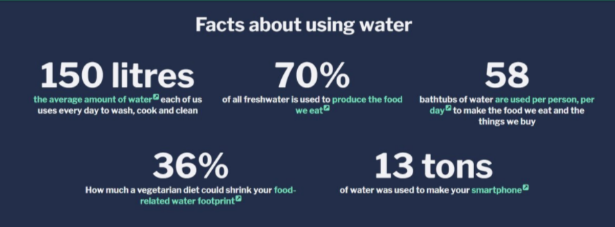 Facts about using water
150 litres
the average amount of water each of us
uses every day to wash, cook and clean
70%
of all freshwater is used to produce the food
we eat
58
bathtubs of water are used per person, per
day to make the food we eat and the
things we buy
36%
How much a vegetarian diet could shrink your food-
related water footprint
13 tons
of water was used to make your smartphone